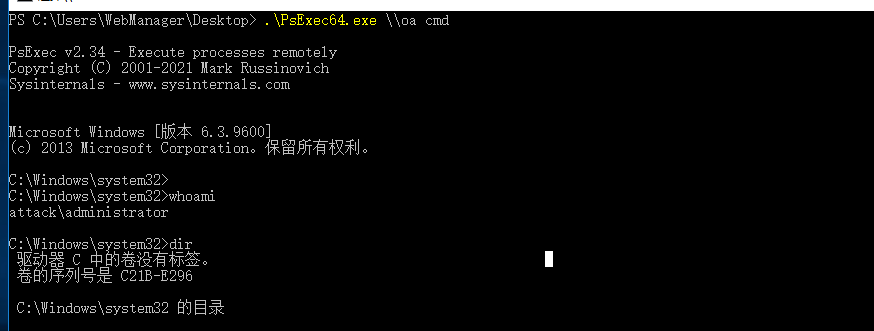 PS C:\Users\WebManager\Desktop> .\PsExec64.exe \\oa cmd
PsExec v2.34 - Execute processes remotely
Copyright (C) 2001-2021 Mark Russinovich
Sysinternals - www.sysinternals.com
Microsoft Windows [版本 6.3.9600]
(c) 2013 Microsoft Corporation。保留所有权利。
C:\Windows\system32>
C:\Windows\system32>whoami
attack\administrator
C:\Windows\system32>dir
驱动器 C 中的卷没有标签。
卷的序列号是 C21B-E296
C:\Windows\system32 的目录